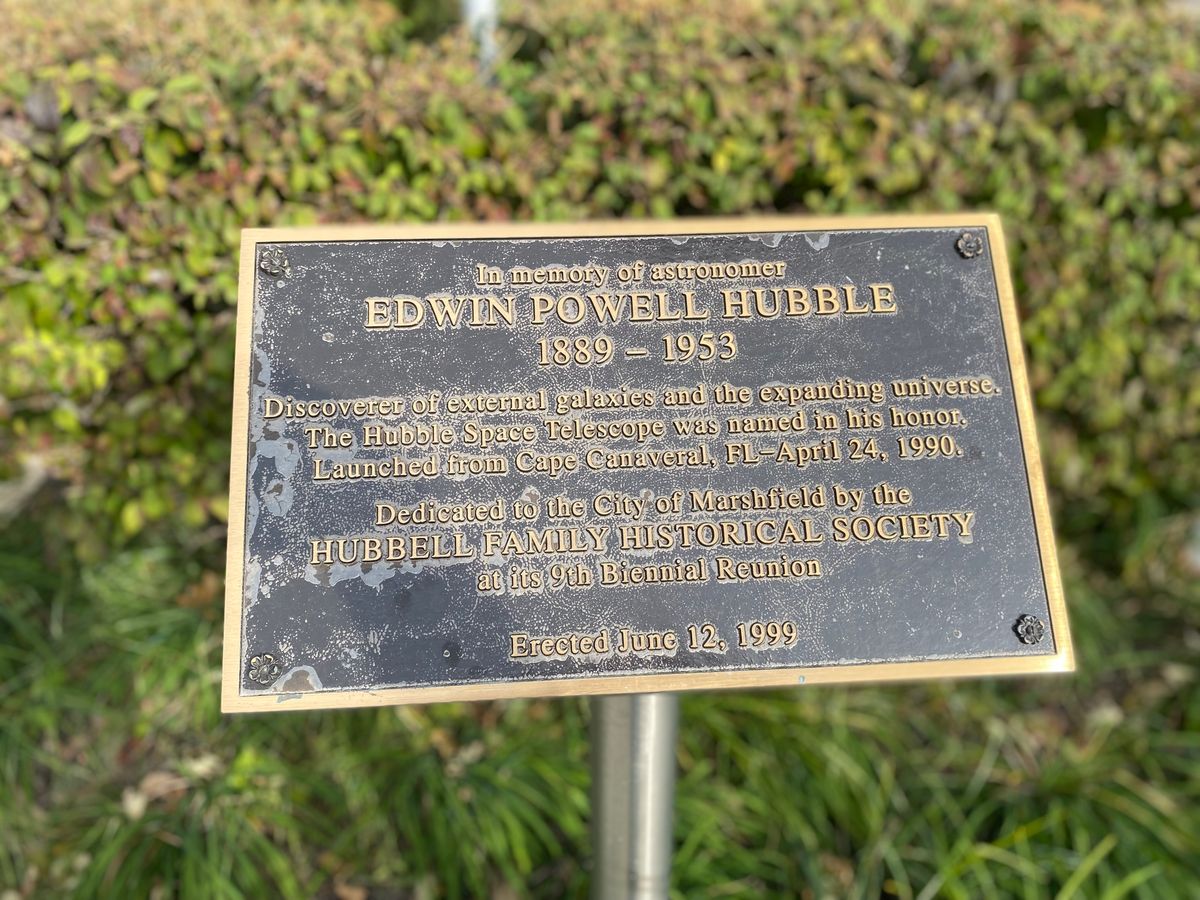 In memory of astronomer
EDWIN POWELL HUBBLE
1889 – 1953
Discoverer of external galaxies and the expanding universe.
The Hubble Space Telescope was named in his honor.
Launched from Cape Canaveral, FL–April 24, 1990.
Dedicated to the City of Marshfield by the
HUBBELL FAMILY HISTORICAL SOCIETY
at its 9th Biennial Reunion
Erected June 12, 1999